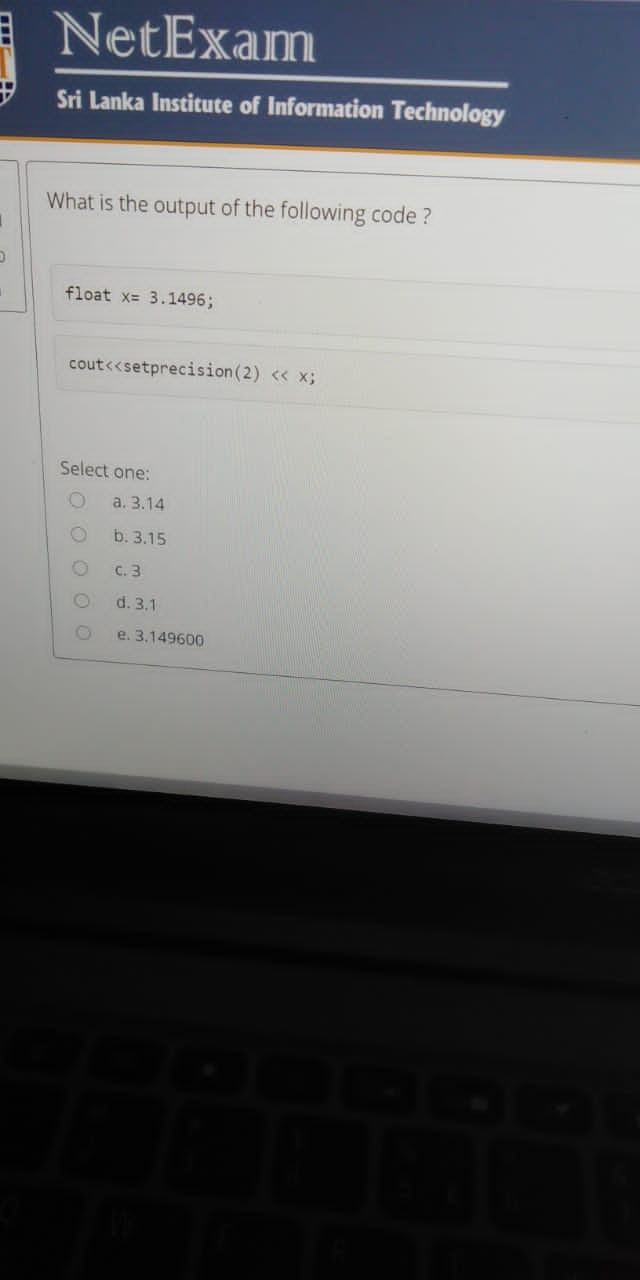 NetExam
Sri Lanka Institute of Information Technology
What is the output of the following code ?
float x= 3.1496;
cout<<setprecision(2) << x;
Select one:
a. 3.14
b. 3.15
c. 3
d. 3.1
e. 3.149600